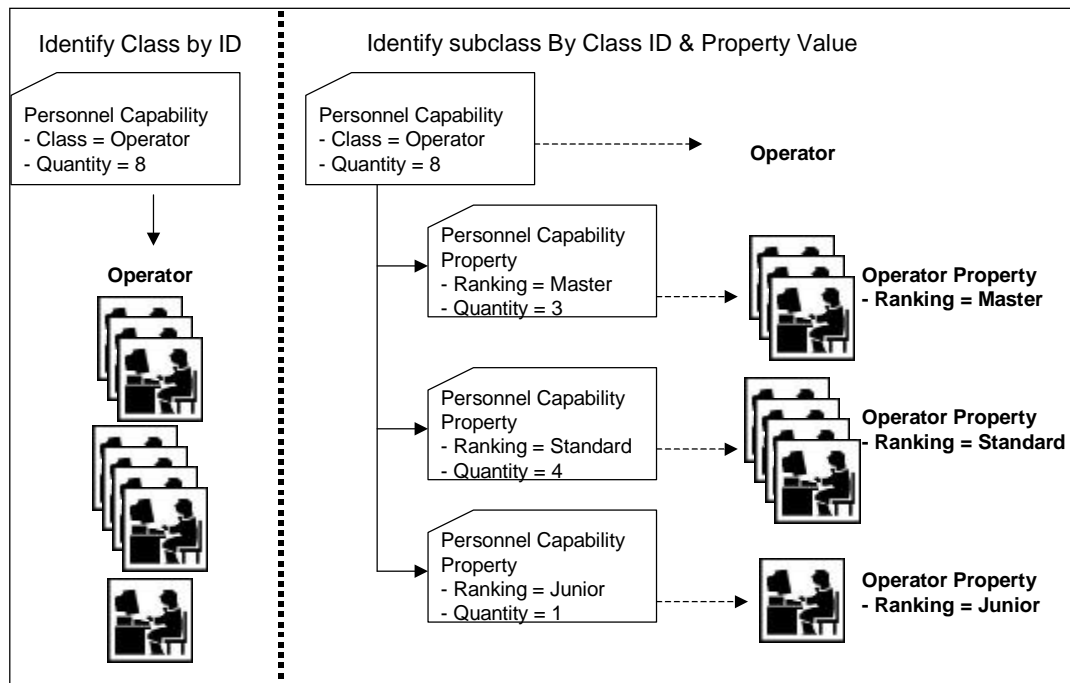 Identify Class by ID
Personnel Capability
- Class = Operator
- Quantity = 8
Operator
Identify subclass By Class ID & Property Value
Personnel Capability
- Class = Operator
- Quantity = 8
Operator
Personnel Capability
Property
- Ranking = Master
- Quantity = 3
Operator Property
- Ranking = Master
Personnel Capability
Property
- Ranking = Standard
- Quantity = 4
Operator Property
- Ranking = Standard
Personnel Capability
Property
- Ranking = Junior
- Quantity = 1
Operator Property
- Ranking = Junior